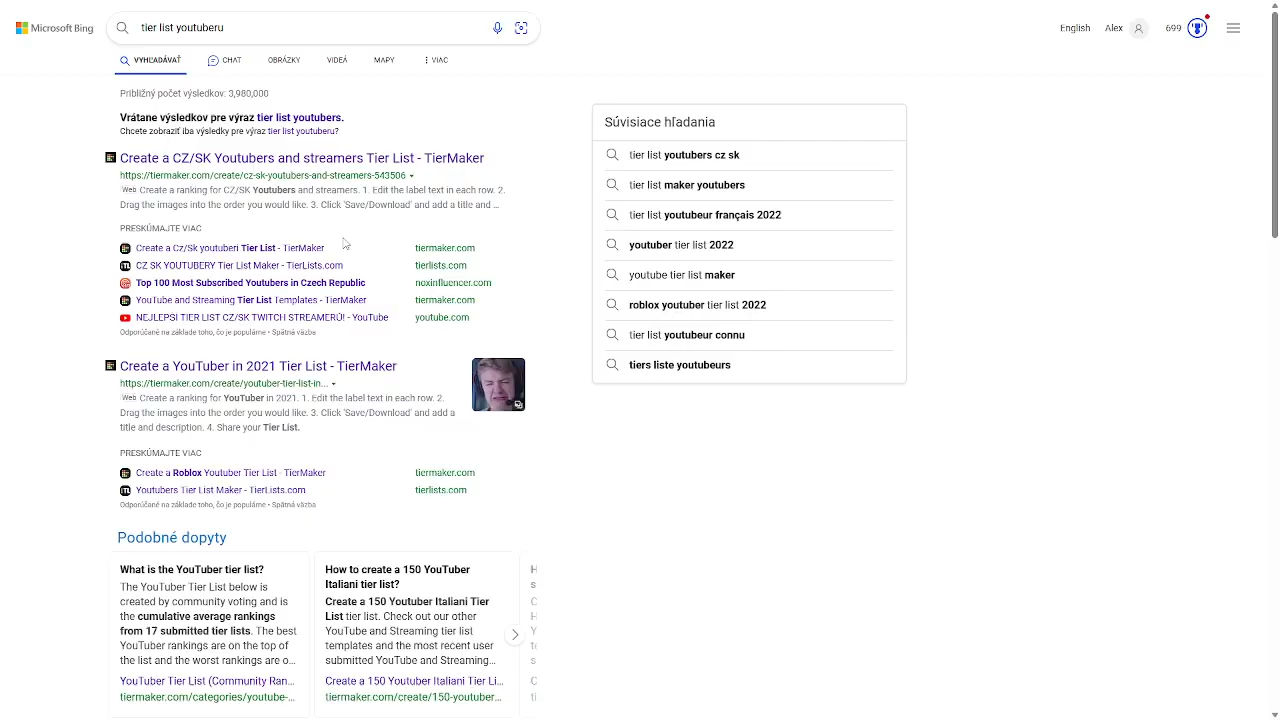 Microsoft Bing
tier list youtuberu
English
Alex
699
VYHĽADÁVAŤ
CHAT
OBRÁZKY
VIDEÁ
MAPY
VIAC
Približný počet výsledkov: 3,980,000
Vrátane výsledkov pre výraz tier list youtubers.
Chcete zobraziť iba výsledky pre výraz tier list youtuberu?
Create a CZ/SK Youtubers and streamers Tier List - TierMaker
https://tiermaker.com/create/cz-sk-youtubers-and-streamers-543506
Web Create a ranking for CZ/SK Youtubers and streamers. 1. Edit the label text in each row. 2.
Drag the images into the order you would like. 3. Click 'Save/Download' and add a title and ...
PRESKÚMAJTE VIAC
Create a Cz/Sk youtuberi Tier List - TierMaker tiermaker.com
CZ SK YOUTUBERY Tier List Maker - TierLists.com tierlists.com
Top 100 Most Subscribed Youtubers in Czech Republic noxinfluencer.com
YouTube and Streaming Tier List Templates - TierMaker tiermaker.com
NEJLEPSI TIER LIST CZ/SK TWITCH STREAMERŮ! - YouTube youtube.com
Odporúčané na základe toho, čo je populárne • Spätná väzba
Create a YouTuber in 2021 Tier List - TierMaker
https://tiermaker.com/create/youtuber-tier-list-in...
Web Create a ranking for YouTuber in 2021. 1. Edit the label text in each row. 2.
Drag the images into the order you would like. 3. Click 'Save/Download' and add a
title and description. 4. Share your Tier List.
PRESKÚMAJTE VIAC
Create a Roblox Youtuber Tier List - TierMaker tiermaker.com
Youtubers Tier List Maker - TierLists.com tierlists.com
Odporúčané na základe toho, čo je populárne • Spätná väzba
Podobné dopyty
What is the YouTuber tier list?
The YouTuber Tier List below is
created by community voting and is
the cumulative average rankings
from 17 submitted tier lists. The best
YouTuber rankings are on the top of
the list and the worst rankings are o...
YouTuber Tier List (Community Ran...
tiermaker.com/categories/youtube-...
How to create a 150 YouTuber
Italiani tier list?
Create a 150 Youtuber Italiani Tier
List tier list. Check out our other
YouTube and Streaming tier list
templates and the most recent user
submitted YouTube and Streaming...
Create a 150 Youtuber Italiani Tier Li...
tiermaker.com/create/150-youtuber...
Súvisiace hľadania
tier list youtubers cz sk
tier list maker youtubers
tier list youtubeur français 2022
youtuber tier list 2022
youtube tier list maker
roblox youtuber tier list 2022
tier list youtubeur connu
tiers liste youtubeurs